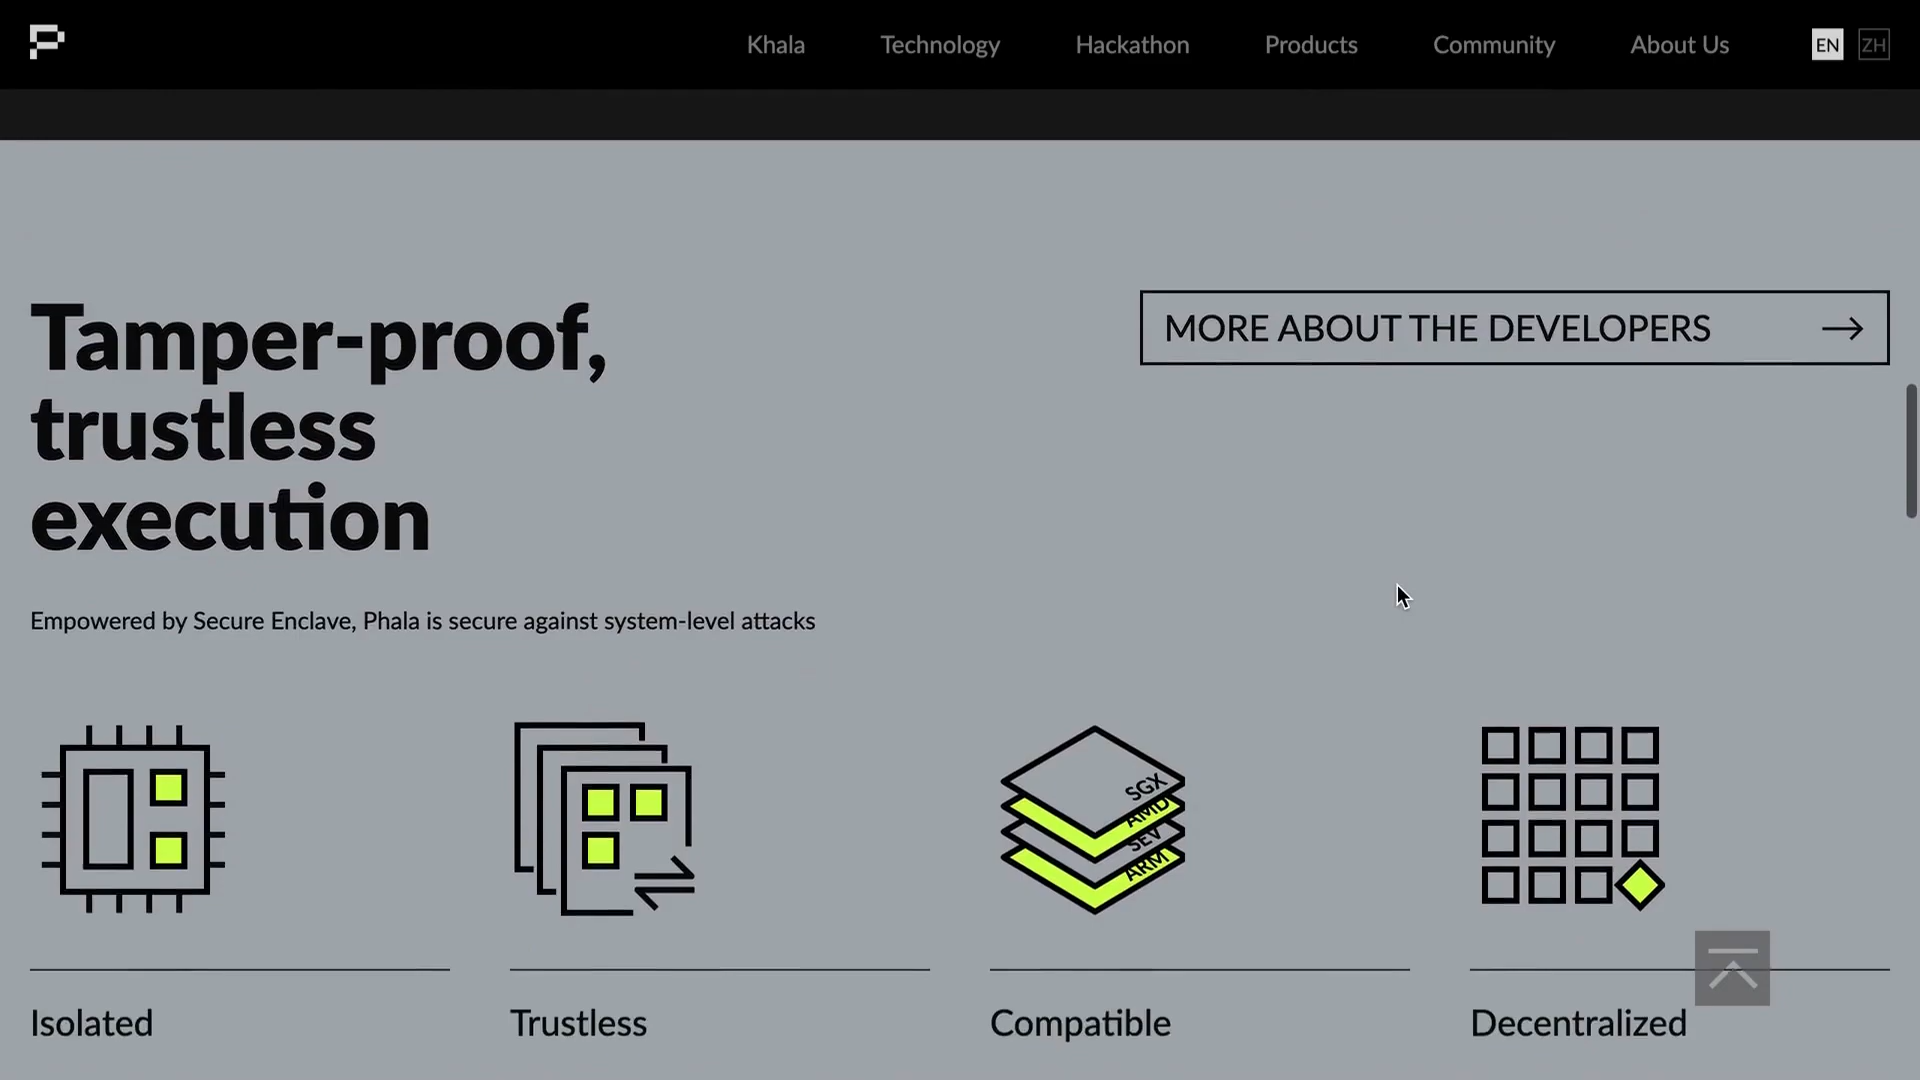 Khala
Technology
Hackathon
Products
Community
About Us
EN
ZH
Tamper-proof,
trustless
execution
MORE ABOUT THE DEVELOPERS
Empowered by Secure Enclave, Phala is secure against system-level attacks
SGX
AMD
SEV
ARM
Isolated
Trustless
Compatible
Decentralized